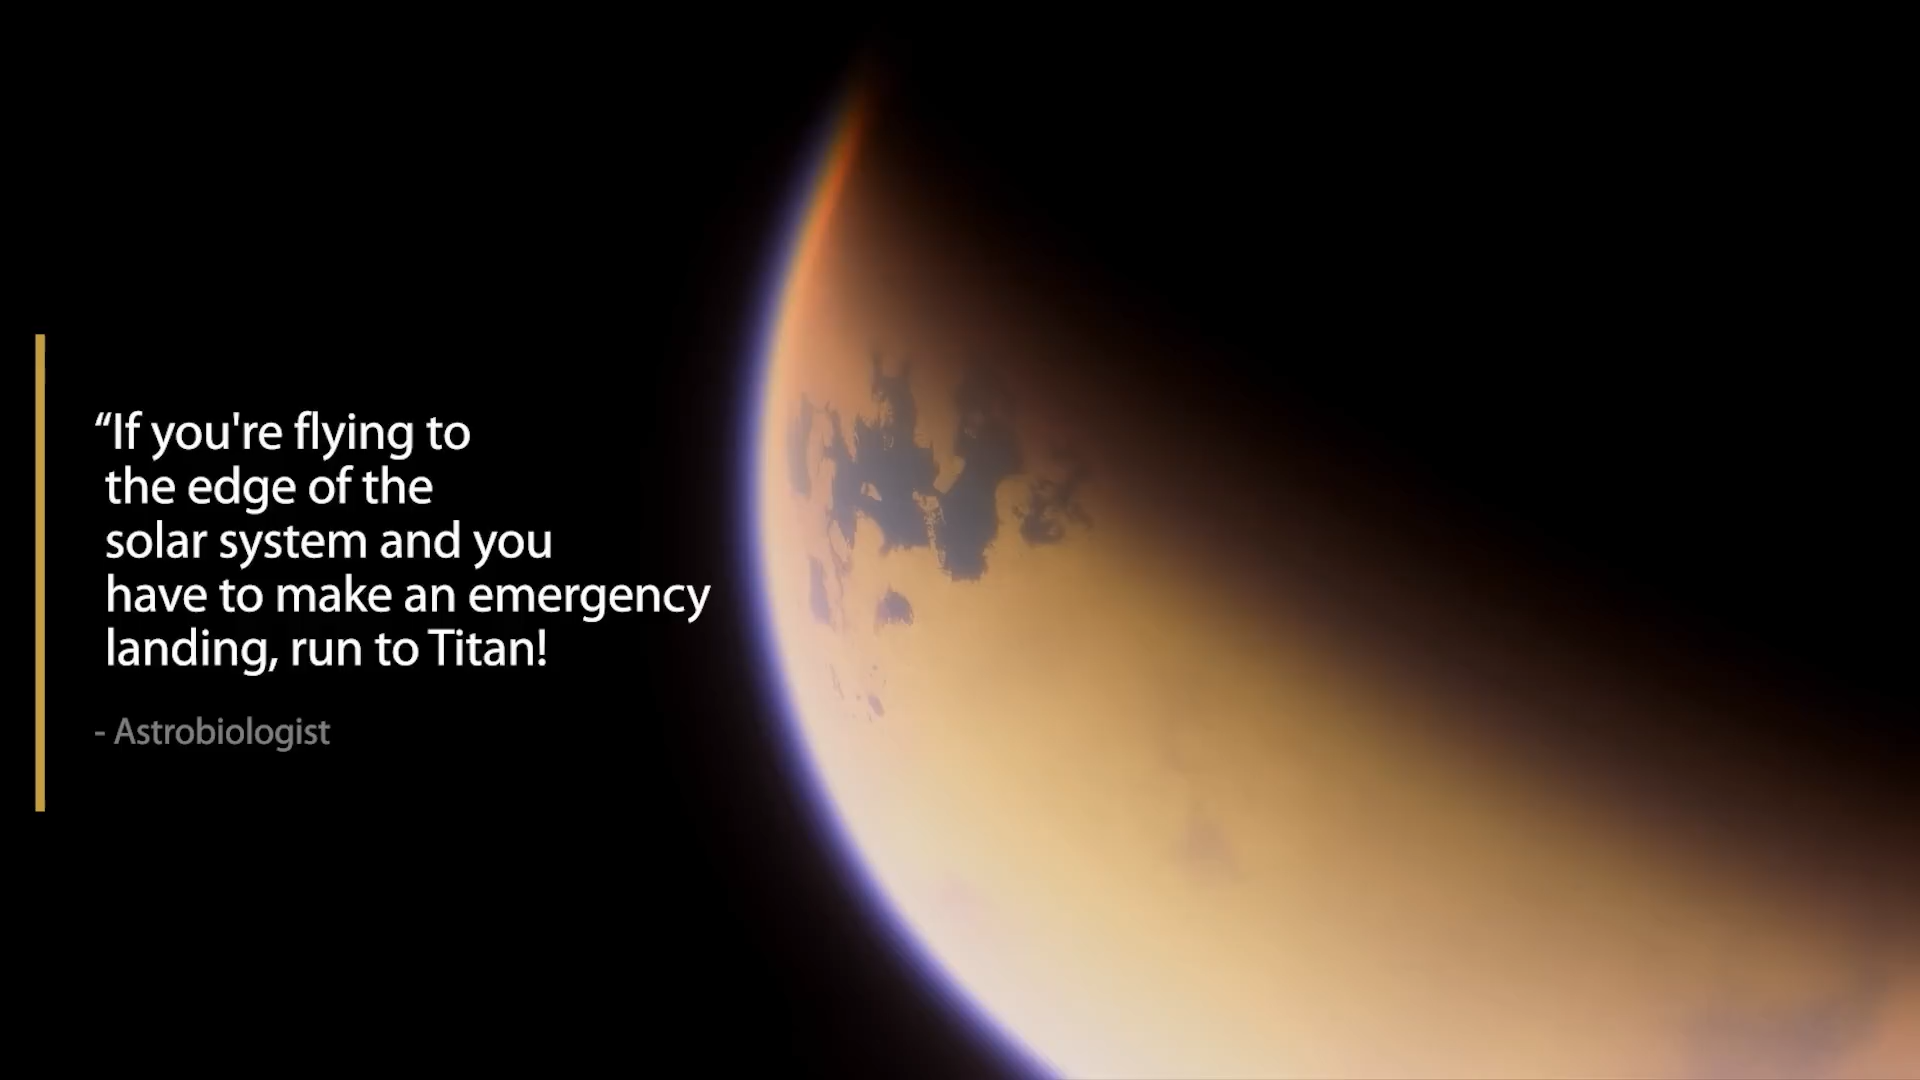 “If you're flying to
the edge of the
solar system and you
have to make an emergency
landing, run to Titan!
- Astrobiologist